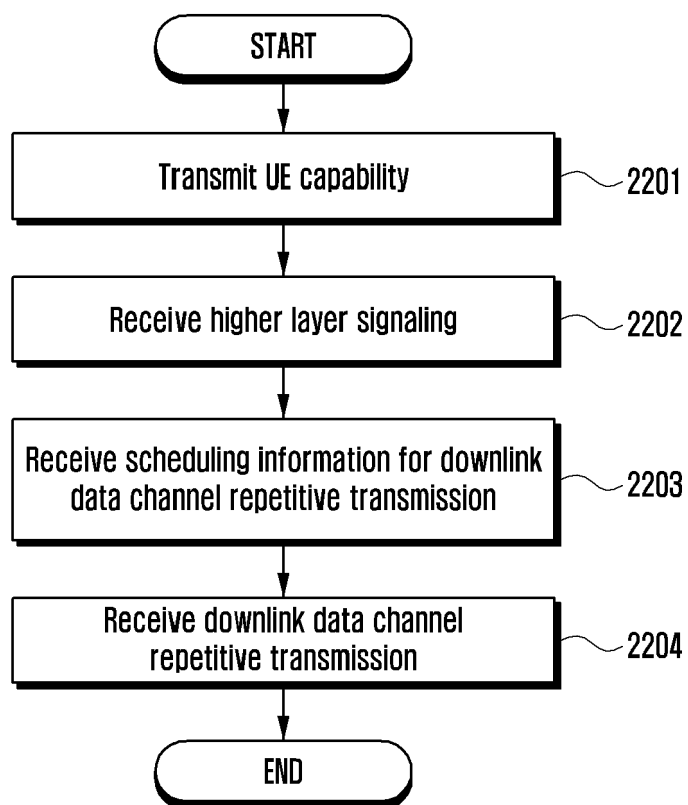 START
Transmit UE capability
2201
Receive higher layer signaling
2202
Receive scheduling information for downlink
data channel repetitive transmission
2203
Receive downlink data channel
repetitive transmission
2204
END